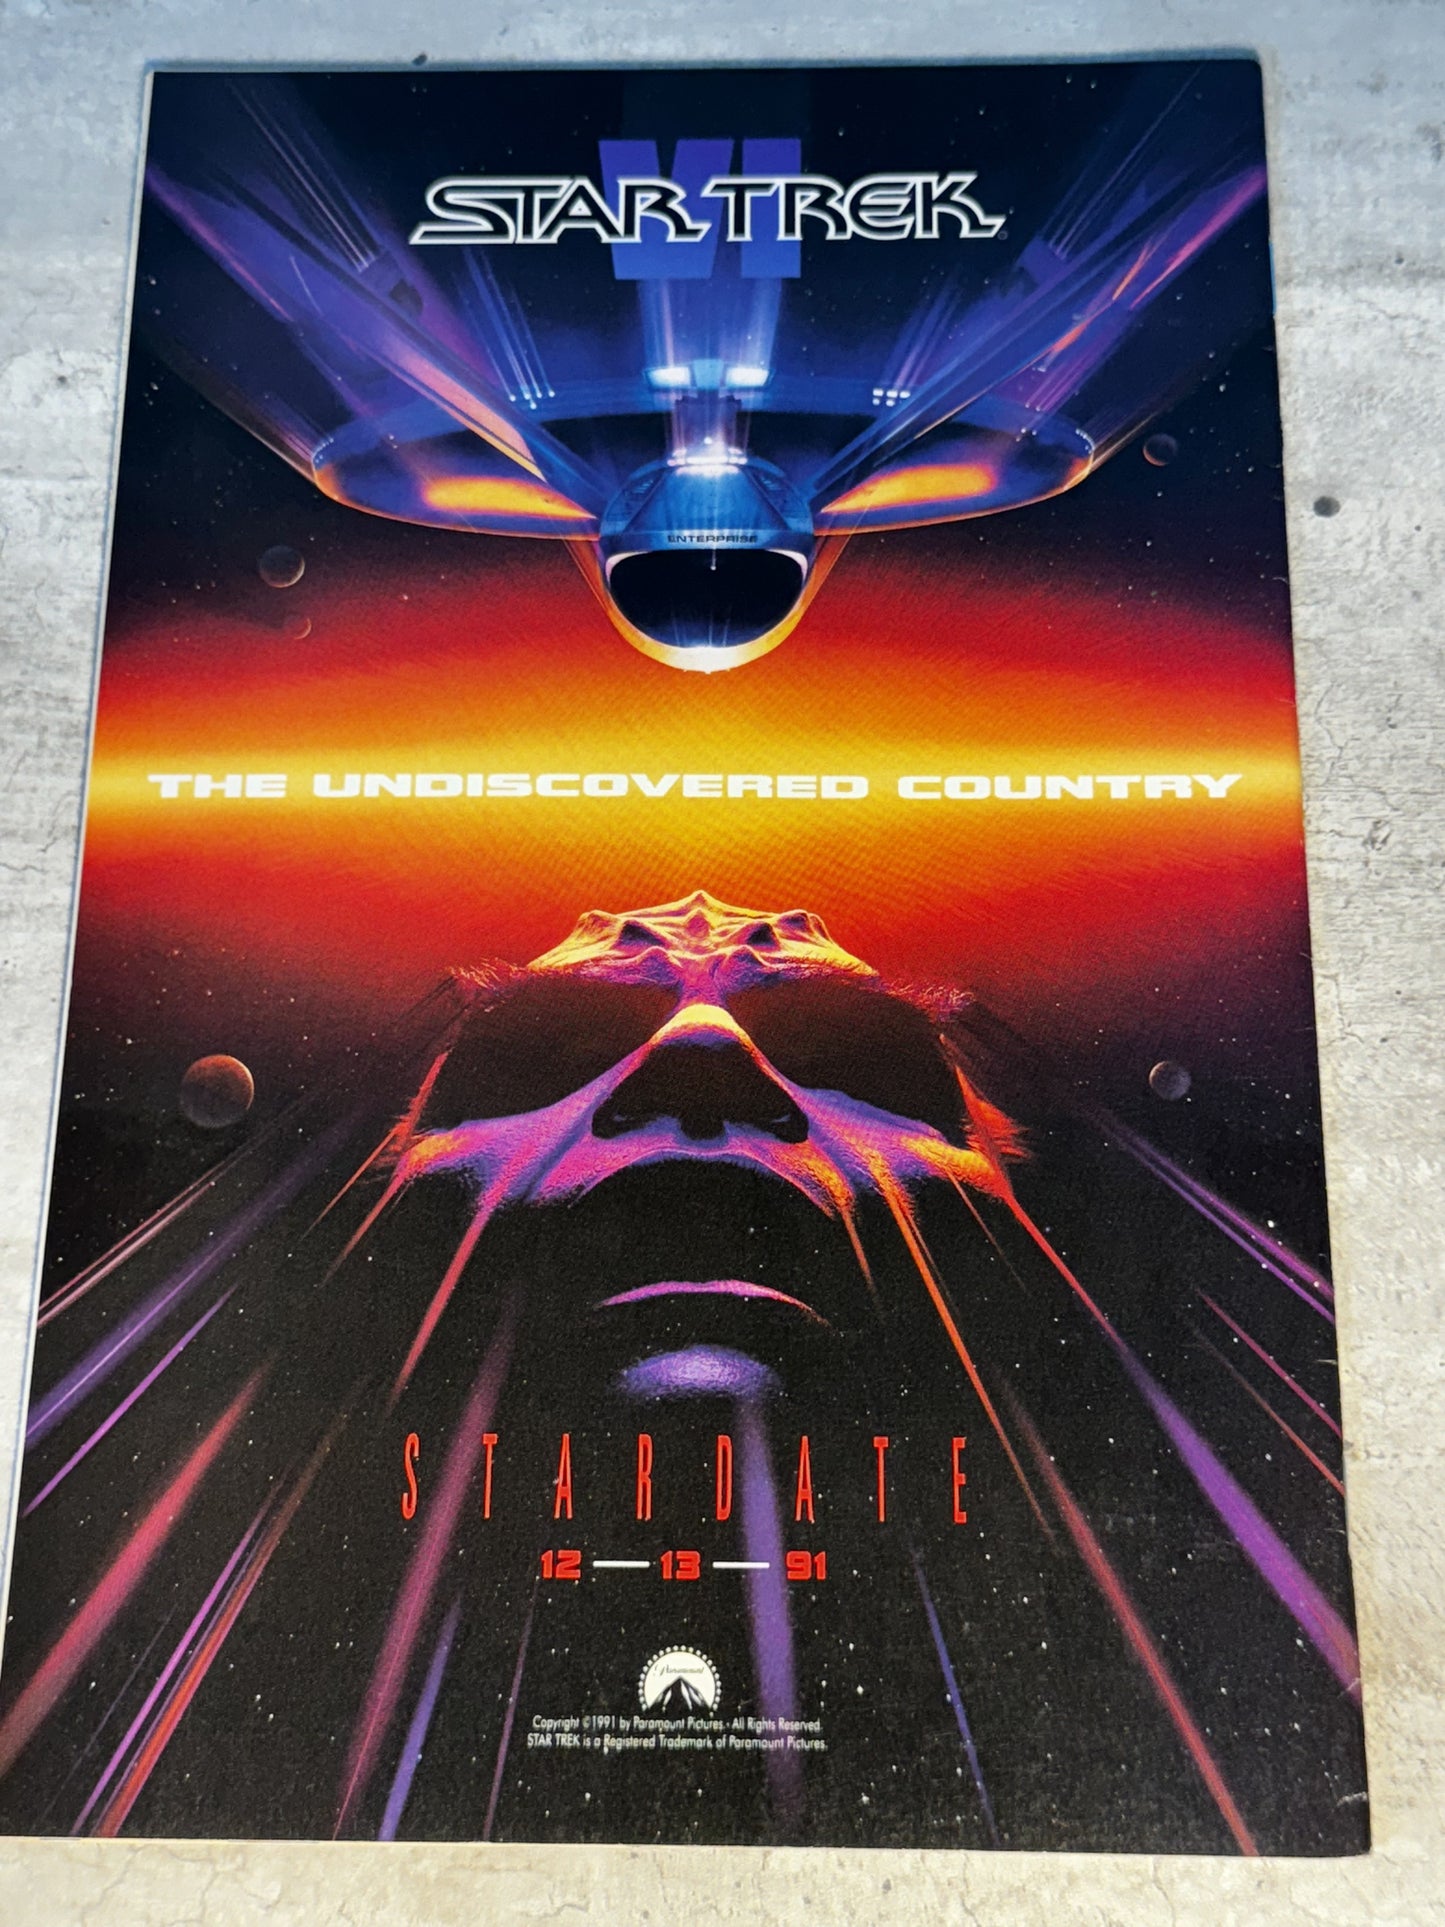 VI
STAR TREK
ENTERPRISE
THE UNDISCOVERED COUNTRY
STARDATE
12—13—91
Paramount
Copyright ©1991 by Paramount Pictures. All Rights Reserved.
STAR TREK is a Registered Trademark of Paramount Pictures.